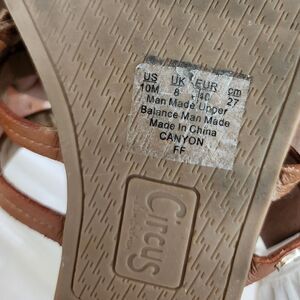 US UK EUR cm
10M 8 40 27
Man Made Upper
Balance Man Made
Made in China
CANYON
FF
Circus